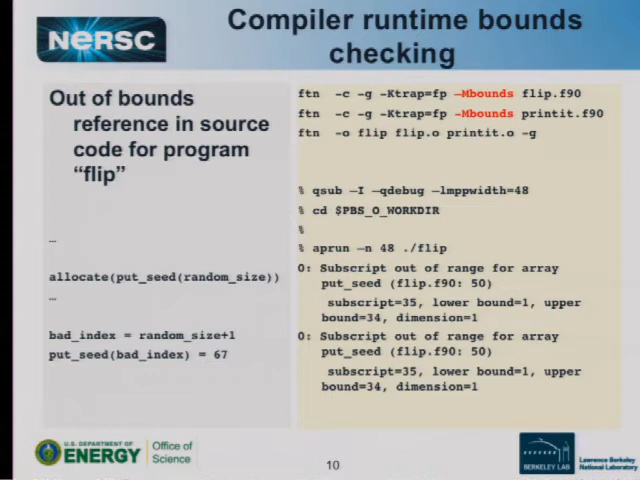 NERSC
Compiler runtime bounds
checking
Out of bounds
reference in source
code for program
“flip”
…
allocate(put_seed(random_size))
…
bad_index = random_size+1
put_seed(bad_index) = 67
ftn -c -g -Ktrap=fp –Mbounds flip.f90
ftn -c -g -Ktrap=fp -Mbounds printit.f90
ftn -o flip flip.o printit.o -g
% qsub –I –qdebug –lmppwidth=48
% cd $PBS_O_WORKDIR
%
% aprun –n 48 ./flip
0: Subscript out of range for array
put_seed (flip.f90: 50)
subscript=35, lower bound=1, upper
bound=34, dimension=1
0: Subscript out of range for array
put_seed (flip.f90: 50)
subscript=35, lower bound=1, upper
bound=34, dimension=1
U.S. DEPARTMENT OF
ENERGY
Office of
Science
10
BERKELEY LAB
Lawrence Berkeley
National Laboratory